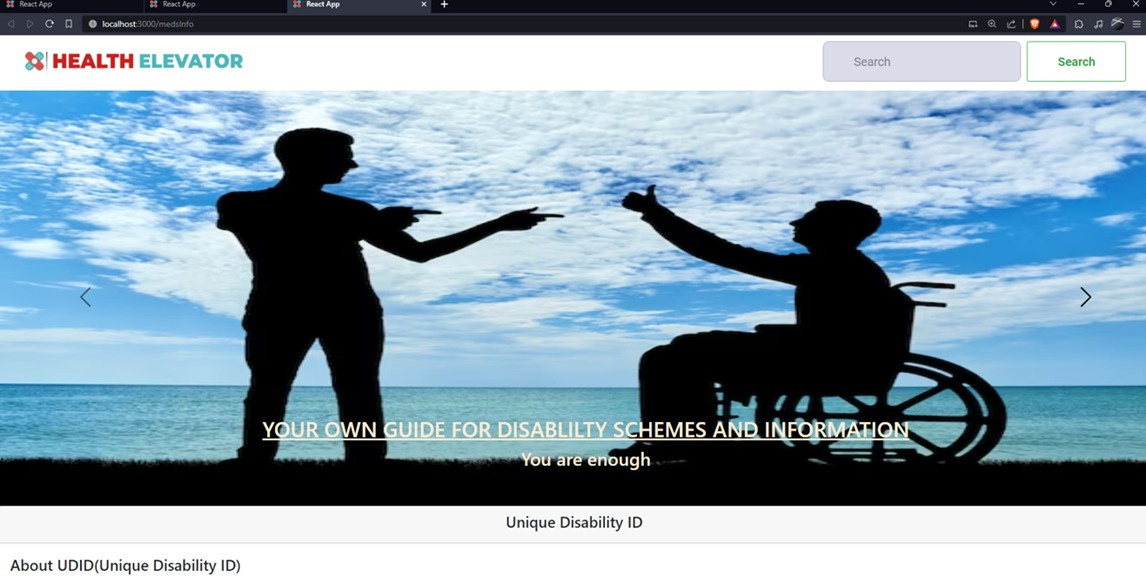 React App
React App
React App
localhost:3000/medsInfo
HEALTH ELEVATOR
Search
Search
YOUR OWN GUIDE FOR DISABLILTY SCHEMES AND INFORMATION
You are enough
Unique Disability ID
About UDID(Unique Disability ID)